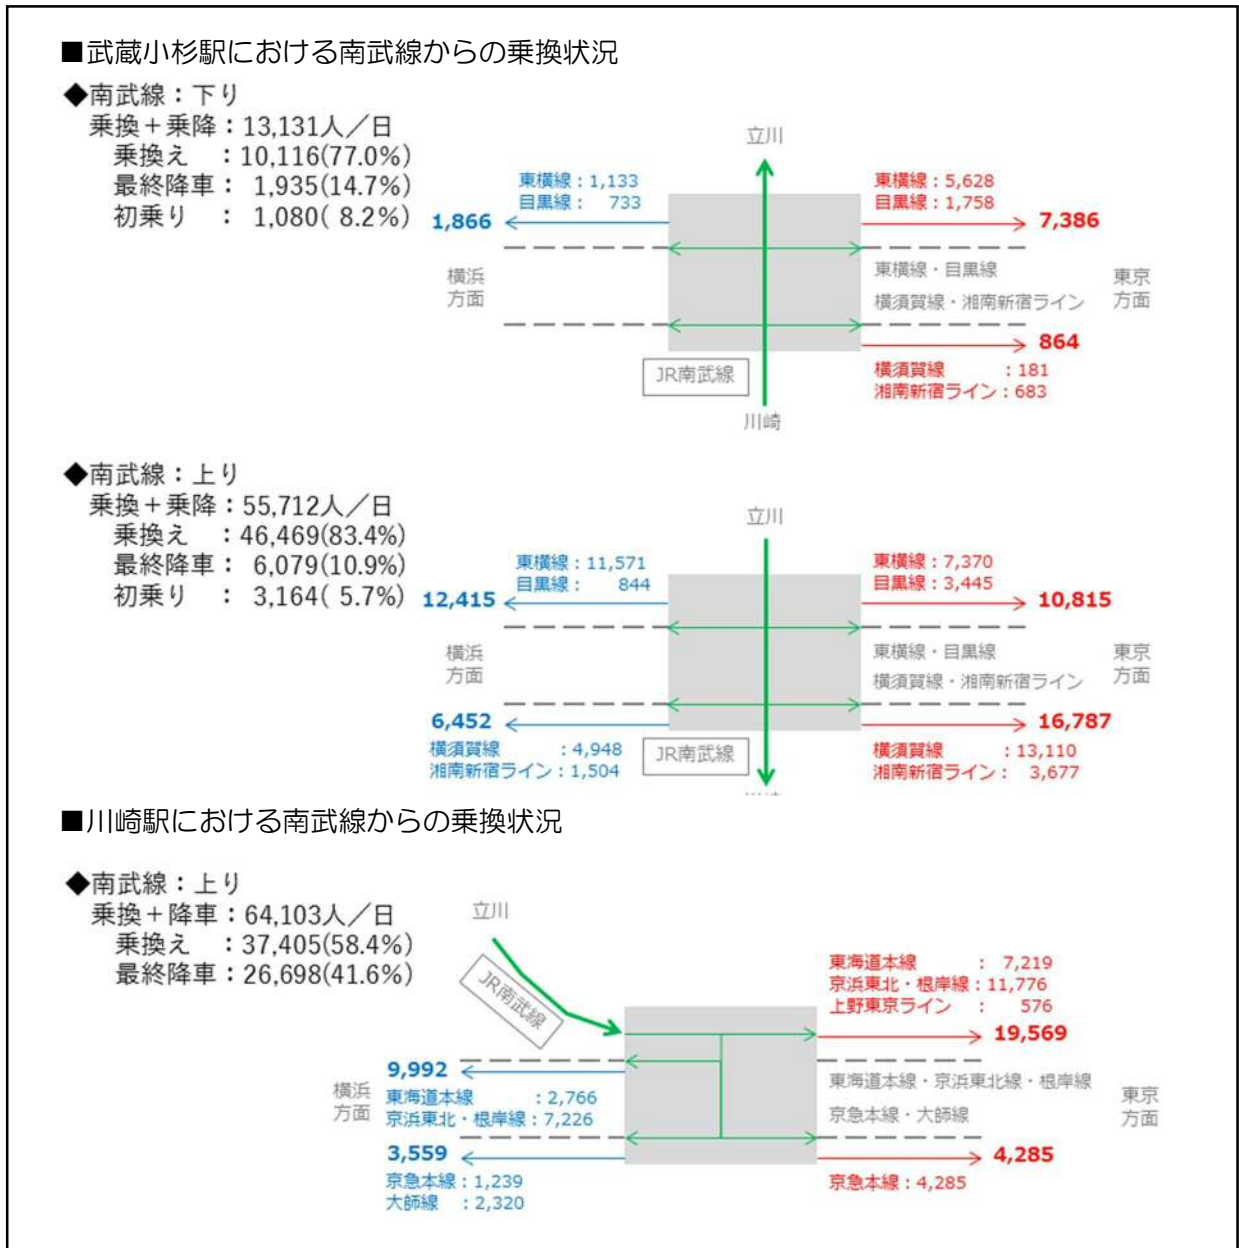 ■武蔵小杉駅における南武線からの乗換状況
◆南武線：下り
乗換＋乗降：13,131人／日
乗換え　：10,116(77.0%)
最終降車： 1,935(14.7%)
初乗り　： 1,080( 8.2%)
立川
東横線：1,133
目黒線： 733
1,866
東横線：5,628
目黒線：1,758
7,386
横浜
方面
東横線・目黒線
横須賀線・湘南新宿ライン
東京
方面
864
JR南武線
横須賀線　　　：181
湘南新宿ライン：683
川崎
◆南武線：上り
乗換＋乗降：55,712人／日
乗換え　：46,469(83.4%)
最終降車： 6,079(10.9%)
初乗り　： 3,164( 5.7%)
立川
東横線：11,571
目黒線： 844
12,415
東横線：7,370
目黒線：3,445
10,815
横浜
方面
東横線・目黒線
横須賀線・湘南新宿ライン
東京
方面
6,452
16,787
横須賀線　　　：4,948
湘南新宿ライン：1,504
JR南武線
横須賀線　　　：13,110
湘南新宿ライン： 3,677
■川崎駅における南武線からの乗換状況
◆南武線：上り
乗換＋降車：64,103人／日
乗換え　：37,405(58.4%)
最終降車：26,698(41.6%)
立川
JR南武線
東海道本線　　　： 7,219
京浜東北・根岸線：11,776
上野東京ライン　： 576
19,569
9,992
横浜
方面
東海道本線　　　：2,766
京浜東北・根岸線：7,226
東海道本線・京浜東北線・根岸線
京急本線・大師線
東京
方面
3,559
4,285
京急本線：1,239
大師線　：2,320
京急本線：4,285